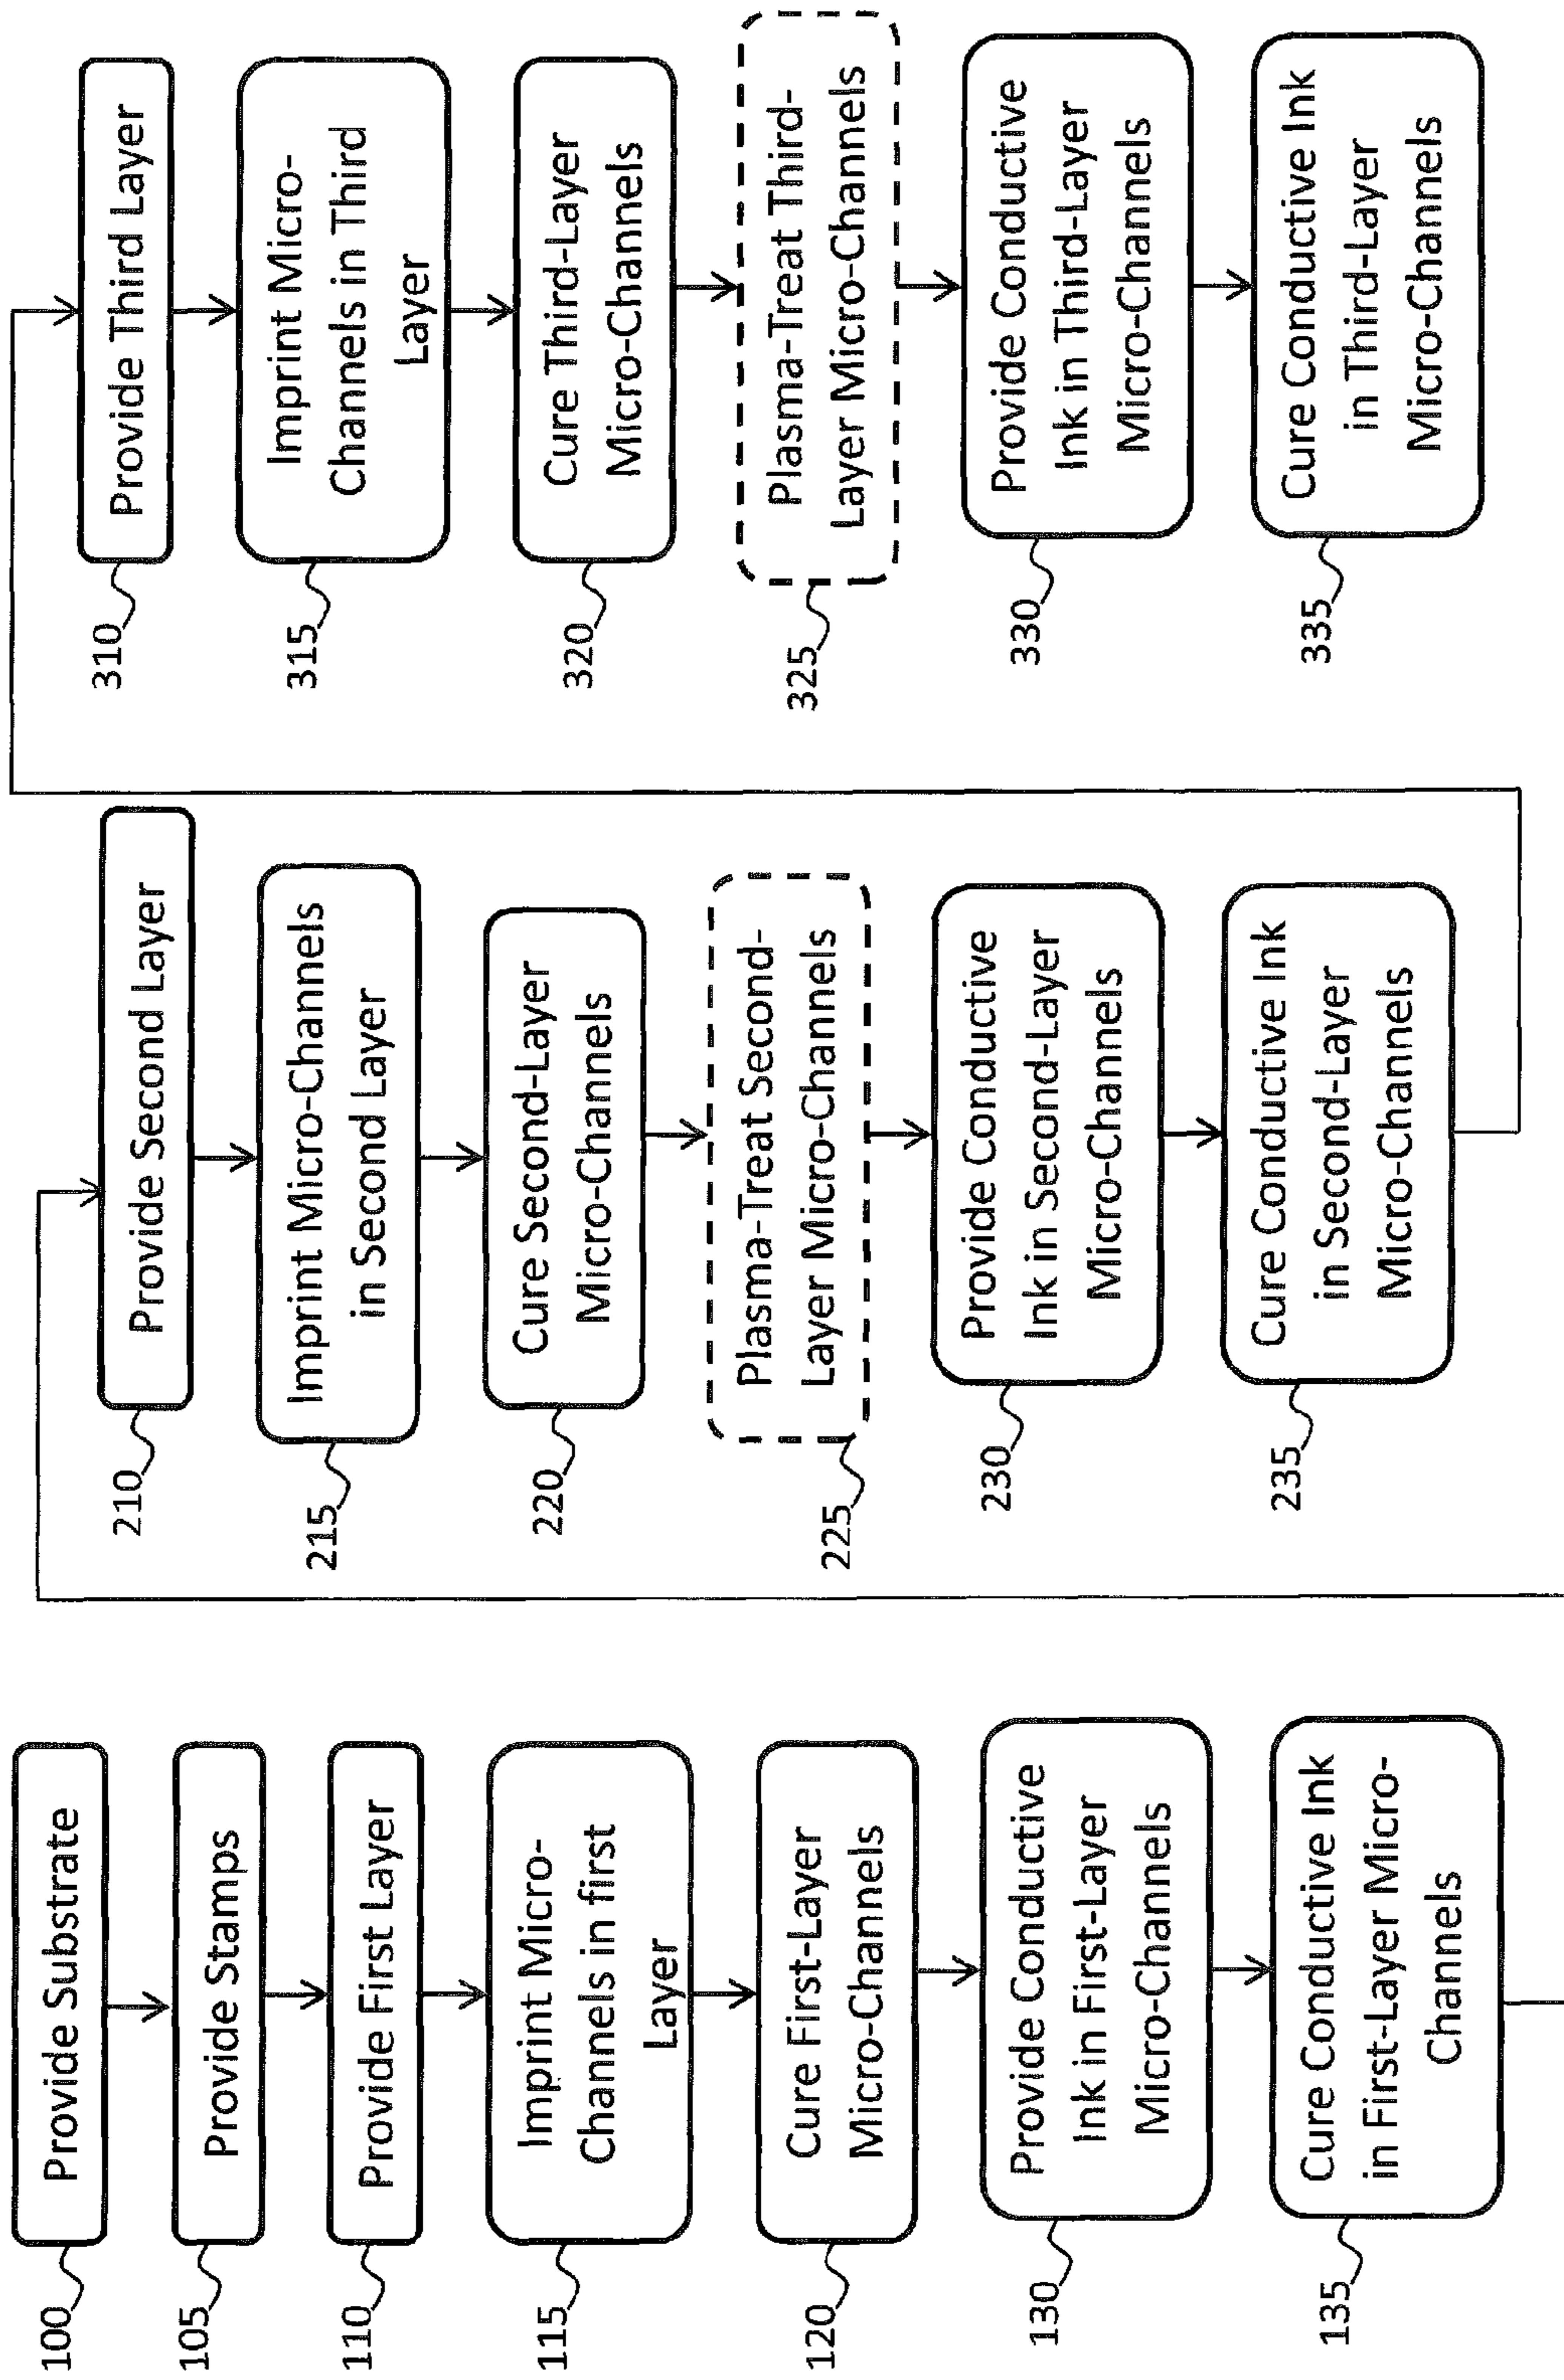 100
Provide Substrate
105
Provide Stamps
110
Provide First Layer
115
Imprint Micro-
Channels in first
Layer
120
Cure First-Layer
Micro-Channels
130
Provide Conductive
Ink in First-Layer
Micro-Channels
135
Cure Conductive Ink
in First-Layer Micro-
Channels
210
Provide Second Layer
215
Imprint Micro-Channels
in Second Layer
220
Cure Second-Layer
Micro-Channels
225
Plasma-Treat Second-
Layer Micro-Channels
230
Provide Conductive
Ink in Second-Layer
Micro-Channels
235
Cure Conductive Ink
in Second-Layer
Micro-Channels
310
Provide Third Layer
315
Imprint Micro-
Channels in Third
Layer
320
Cure Third-Layer
Micro-Channels
325
Plasma-Treat Third-
Layer Micro-Channels
330
Provide Conductive
Ink in Third-Layer
Micro-Channels
335
Cure Conductive Ink
in Third-Layer
Micro-Channels